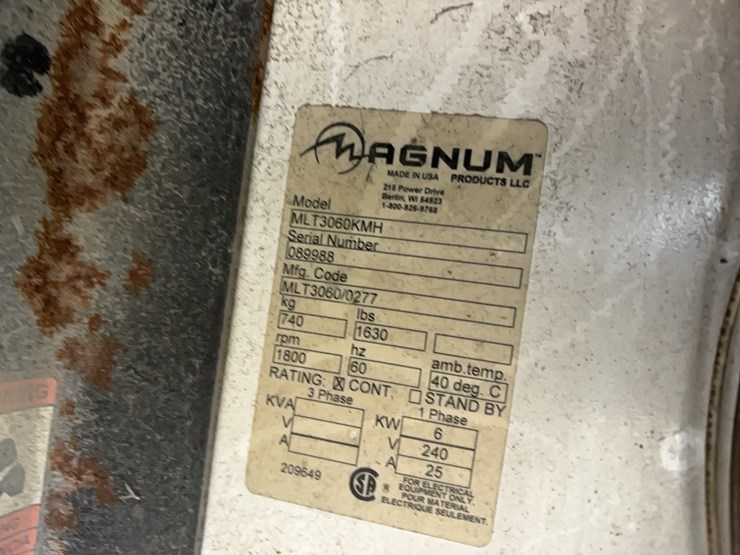 MAGNUM™
MADE IN USA PRODUCTS LLC
215 Power Drive
Berlin, WI 54923
1-800-926-9768
Model
MLT3060KMH
Serial Number
089988
Mfg. Code
MLT3060/0277
kg lbs
740 1630
rpm hz amb.temp.
1800 60 40 deg. C
RATING: ☒ CONT. ☐ STAND BY
3 Phase 1 Phase
KVA KW 6
V V 240
A A 25
209649
FOR ELECTRICAL
EQUIPMENT ONLY.
POUR MATERIAL
ELECTRIQUE SEULEMENT.